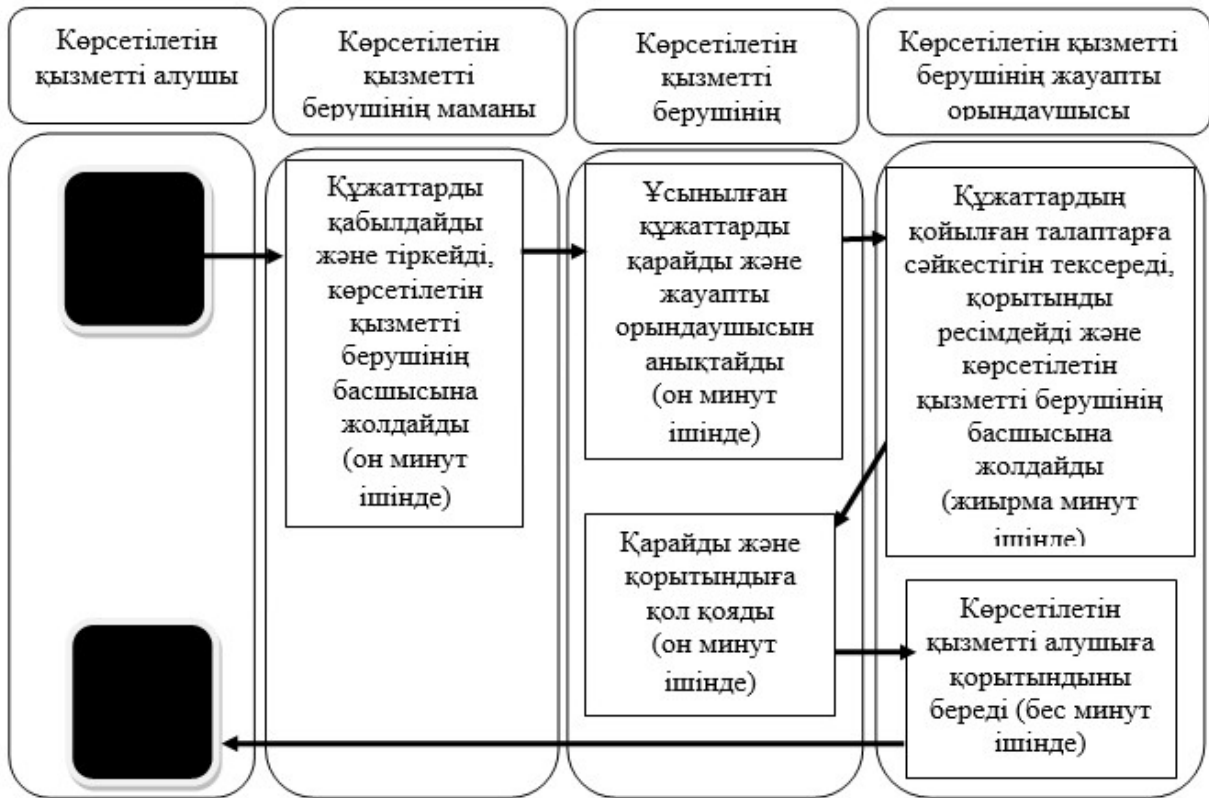 Көрсетілетін
қызметті алушы
Көрсетілетін
қызметті
берушінің маманы
Көрсетілетін
қызметті
берушінің
Көрсетілетін қызметті
берушінің жауапты
орындаушысы
Құжаттарды
қабылдайды
және тіркейді,
көрсетілетін
қызметті
берушінің
басшысына
жолдайды
(он минут
ішінде)
Ұсынылған
құжаттарды
қарайды және
жауапты
орындаушысын
анықтайды
(он минут
ішінде)
Құжаттардың
қойылған талаптарға
сәйкестігін тексереді,
қорытынды
ресімдейді және
көрсетілетін
қызметті берушінің
басшысына
жолдайды
(жиырма минут
ішінде)
Қарайды және
қорытындыға
қол қояды
(он минут
ішінде)
Көрсетілетін
қызметті алушыға
қорытындыны
береді (бес минут
ішінде)